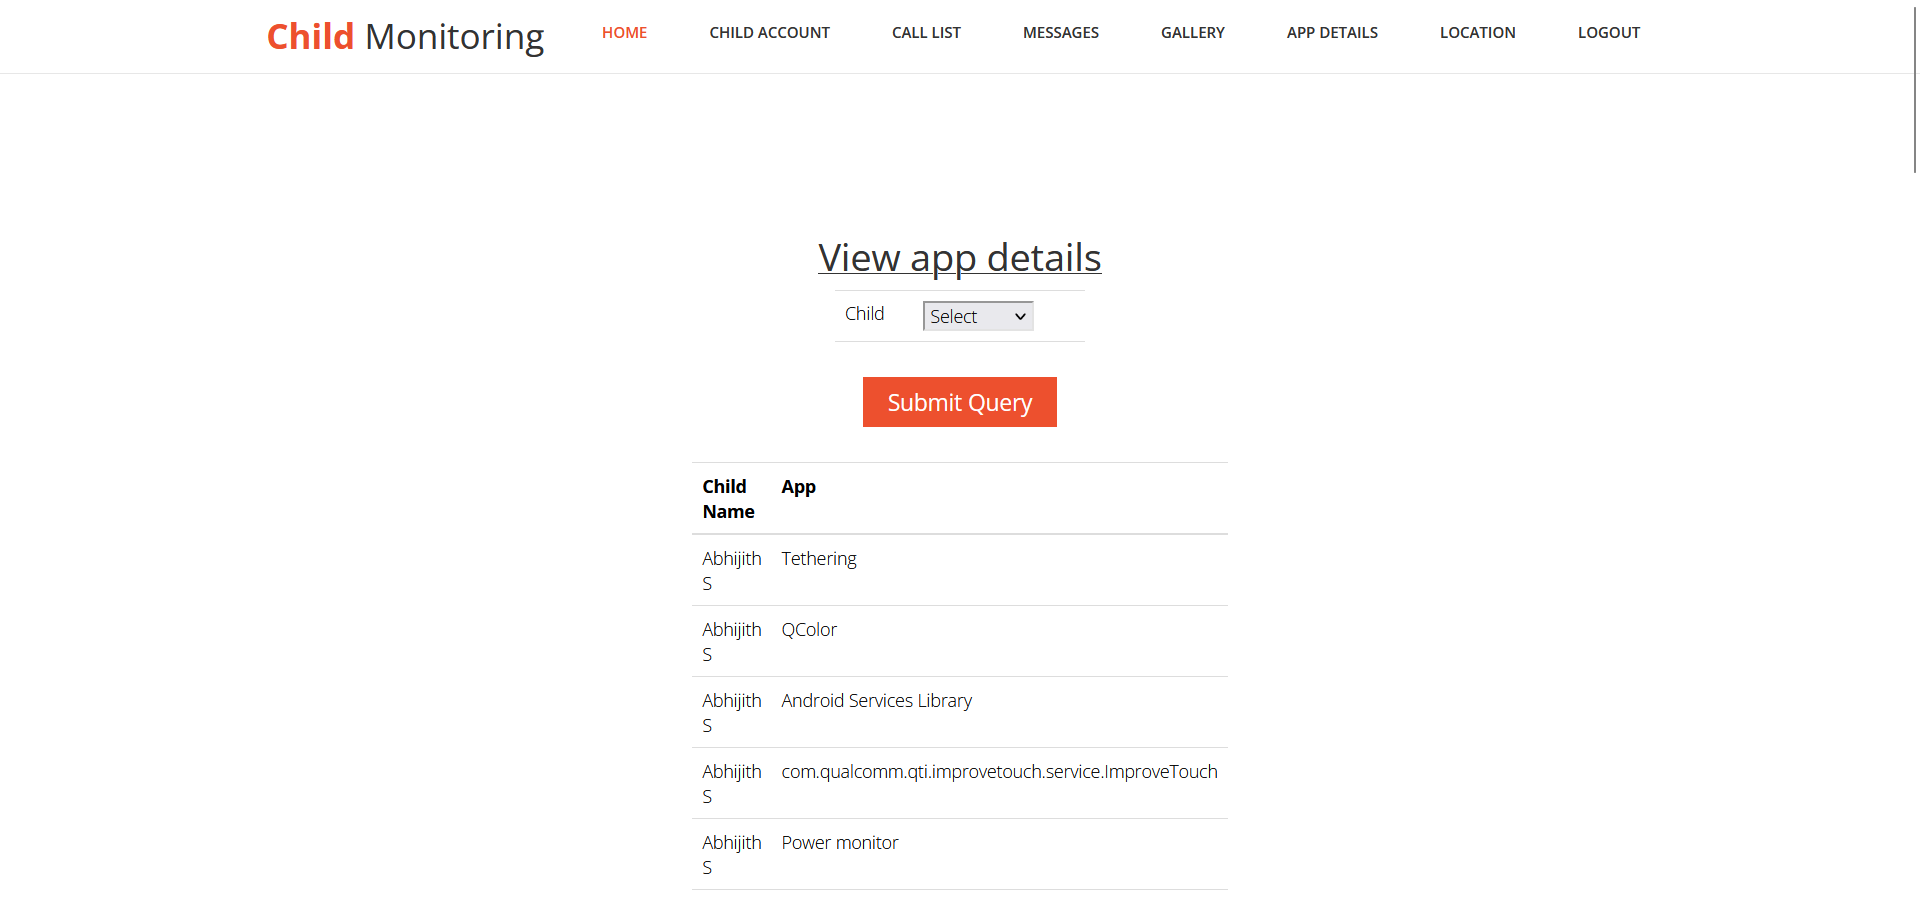 Child Monitoring
HOME
CHILD ACCOUNT
CALL LIST
MESSAGES
GALLERY
APP DETAILS
LOCATION
LOGOUT
View app details
Child
Select
Submit Query
Child
Name
App
Abhijith
S
Tethering
Abhijith
S
QColor
Abhijith
S
Android Services Library
Abhijith
S
com.qualcomm.qti.improvetouch.service.ImproveTouch
Abhijith
S
Power monitor